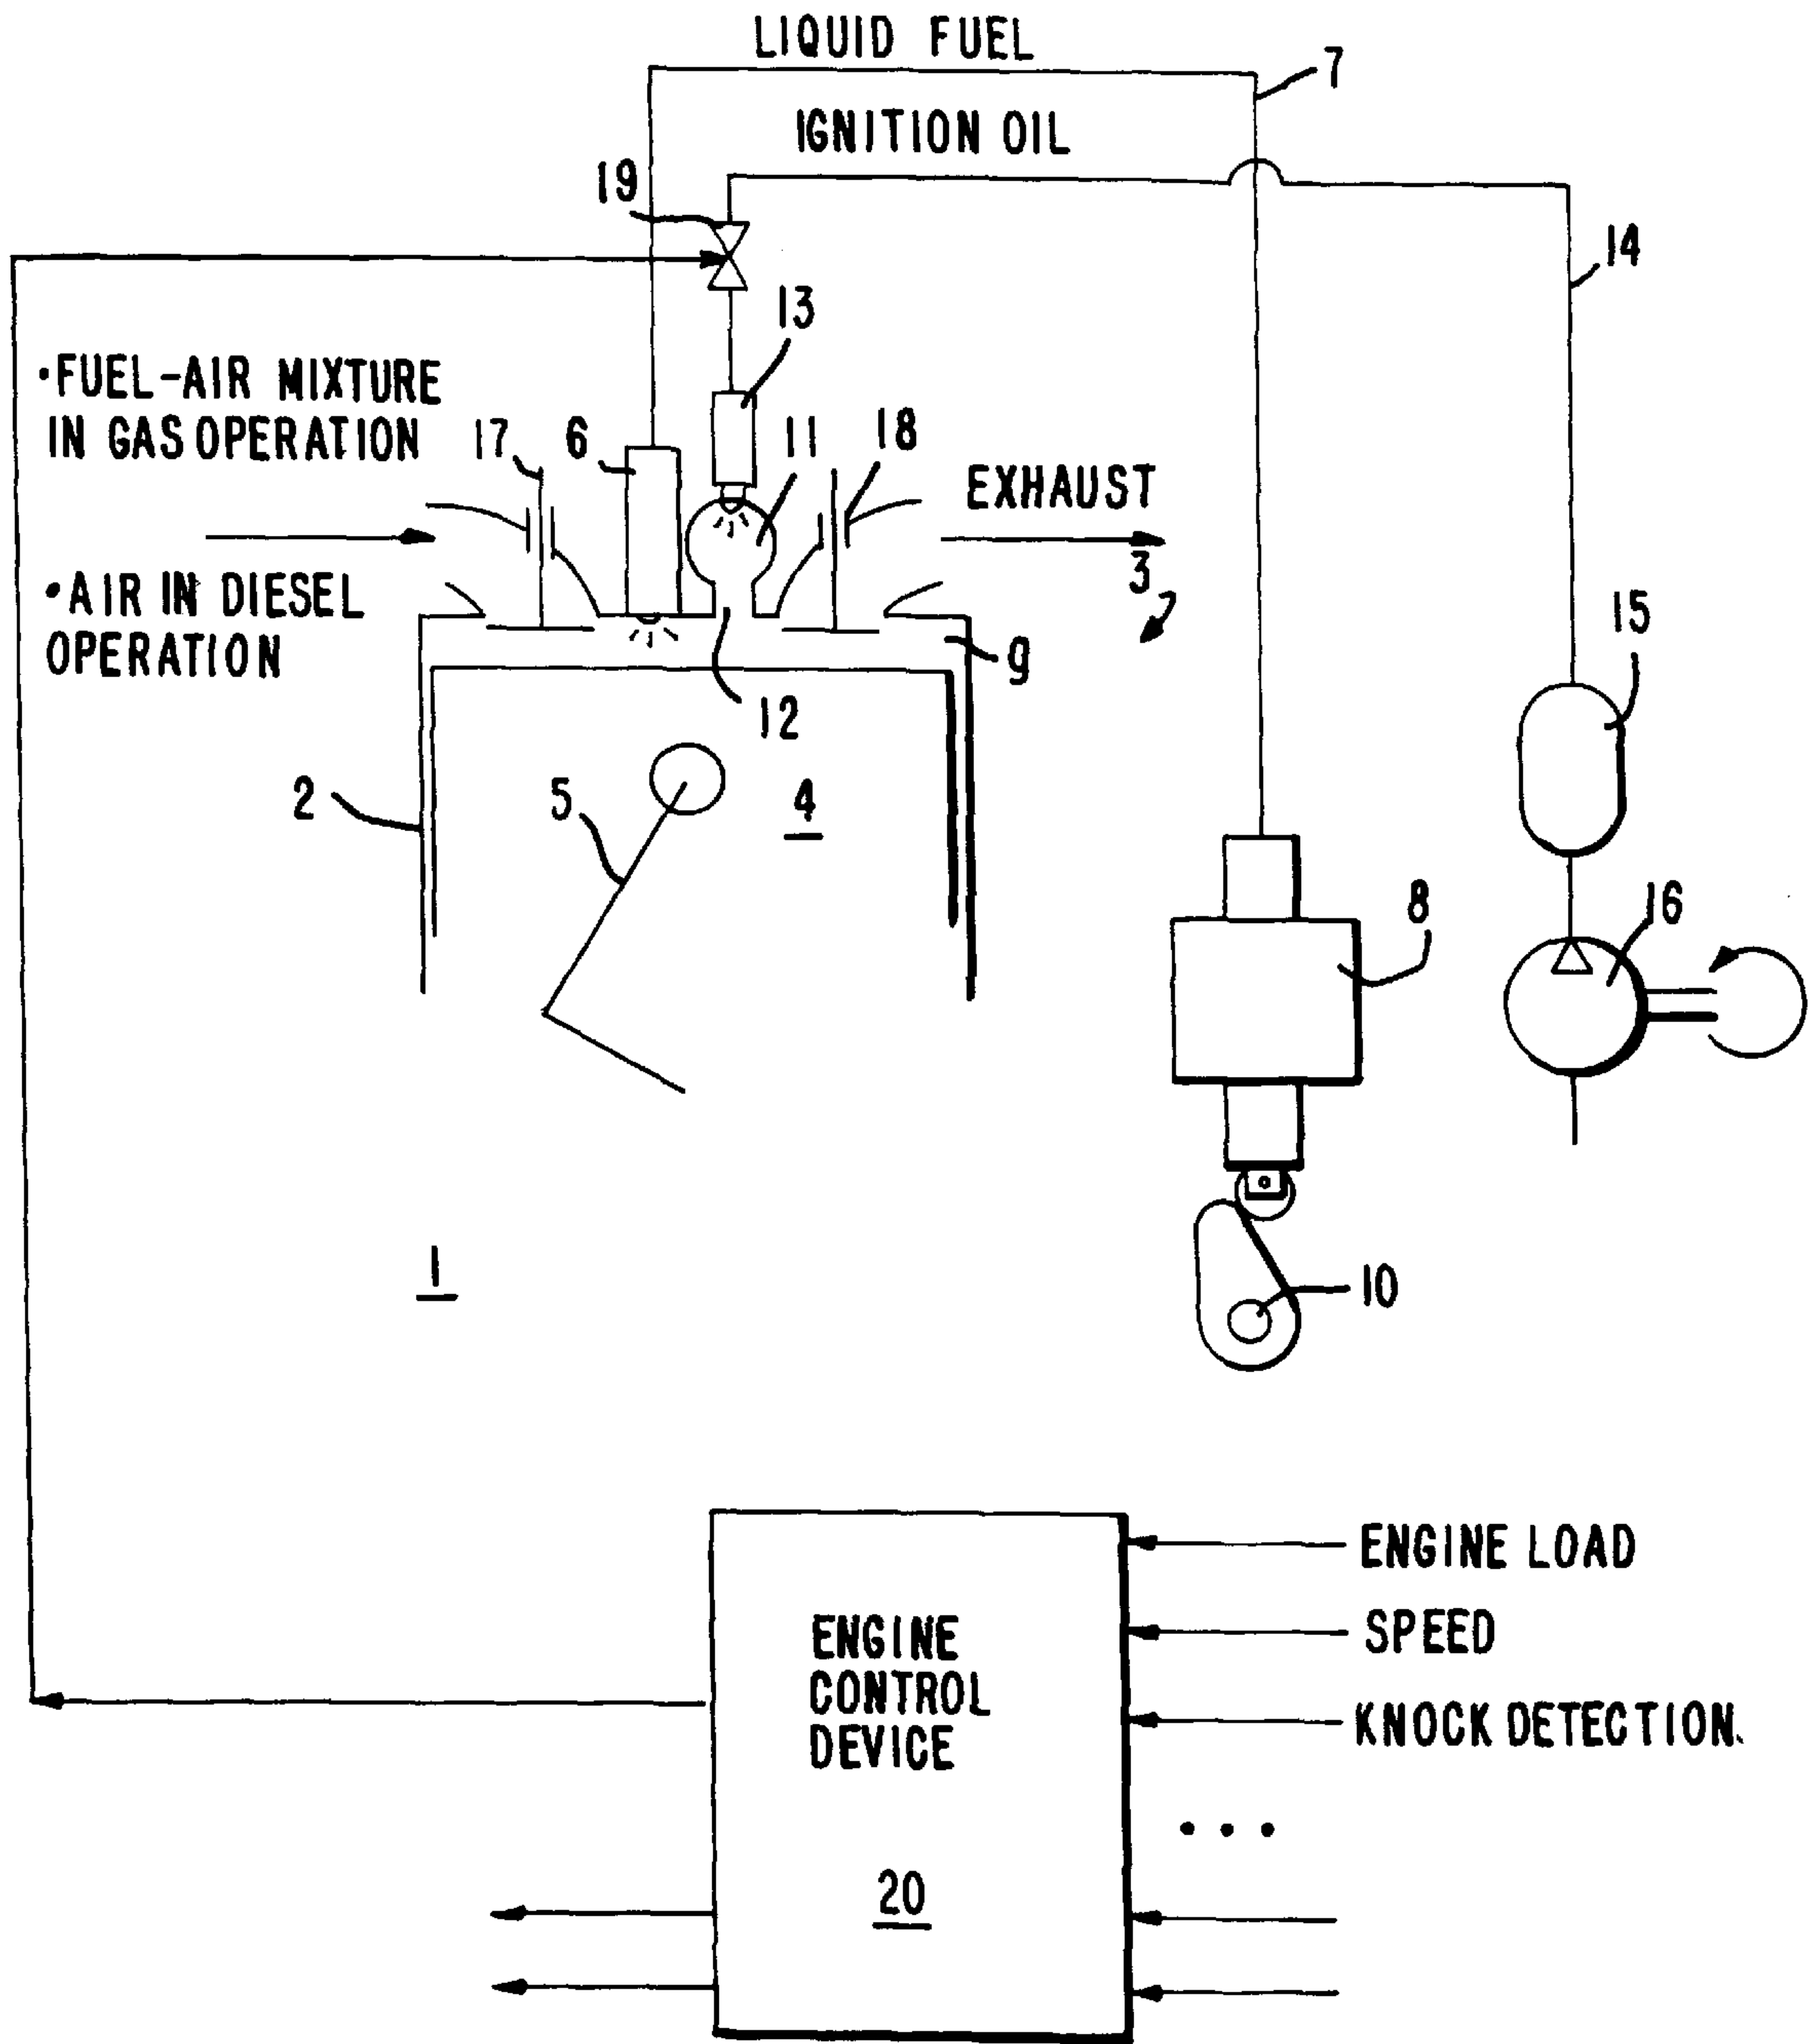 LIQUID FUEL
7
IGNITION OIL
19
14
13
•FUEL-AIR MIXTURE
IN GAS OPERATION
17
6
11
18
EXHAUST
3
•AIR IN DIESEL
OPERATION
9
15
12
2
5
4
8
16
1
10
ENGINE LOAD
SPEED
KNOCK DETECTION
ENGINE
CONTROL
DEVICE
• • •
20